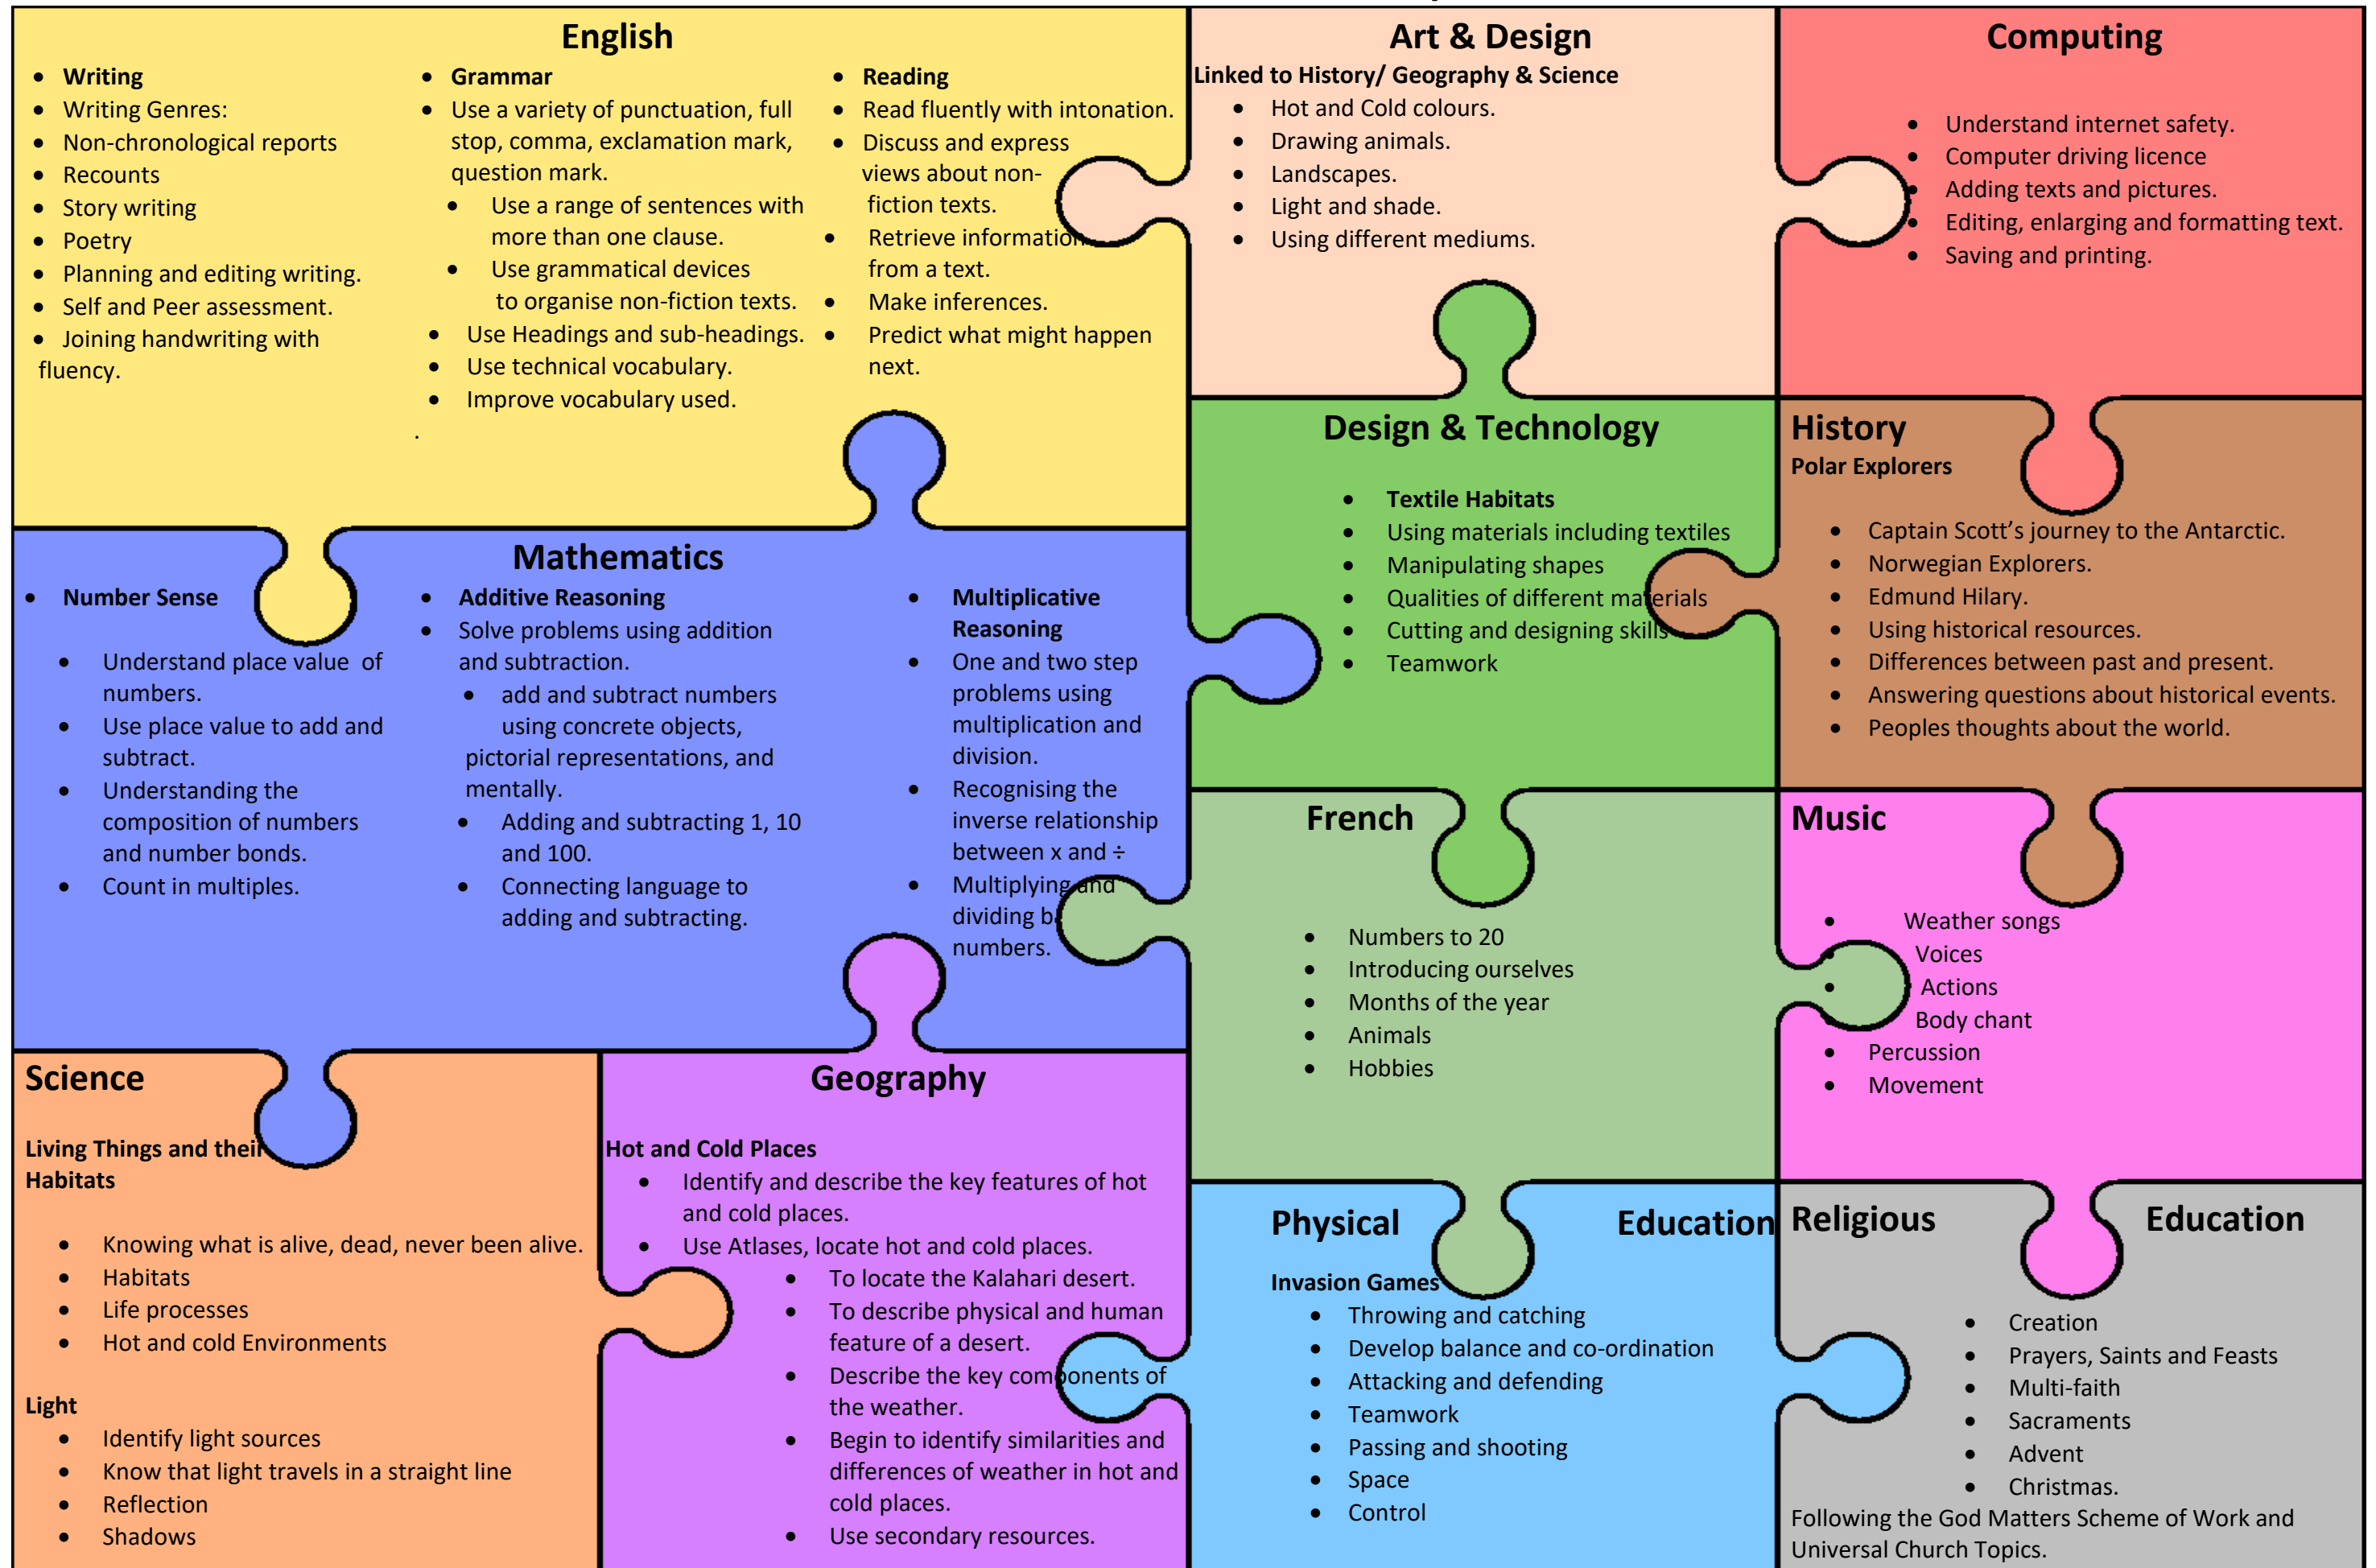 English
Writing
Writing Genres:
Non-chronological reports
Recounts
Story writing
Poetry
Planning and editing writing.
Self and Peer assessment.
Joining handwriting with
fluency.
Grammar
Use a variety of punctuation, full
stop, comma, exclamation mark,
question mark.
Use a range of sentences with
more than one clause.
Use grammatical devices
to organise non-fiction texts.
Use Headings and sub-headings.
Use technical vocabulary.
Improve vocabulary used.
.
Reading
Read fluently with intonation.
Discuss and express
views about non-
fiction texts.
Retrieve information
from a text.
Make inferences.
Predict what might happen
next.
Art & Design
Linked to History/ Geography & Science
Hot and Cold colours.
Drawing animals.
Landscapes.
Light and shade.
Using different mediums.
Computing
Understand internet safety.
Computer driving licence
Adding texts and pictures.
Editing, enlarging and formatting text.
Saving and printing.
Mathematics
Number Sense
Understand place value of
numbers.
Use place value to add and
subtract.
Understanding the
composition of numbers
and number bonds.
Count in multiples.
Additive Reasoning
Solve problems using addition
and subtraction.
add and subtract numbers
using concrete objects,
pictorial representations, and
mentally.
Adding and subtracting 1, 10
and 100.
Connecting language to
adding and subtracting.
Multiplicative
Reasoning
One and two step
problems using
multiplication and
division.
Recognising the
inverse relationship
between x and ÷
Multiplying and
dividing
numbers.
Design & Technology
Textile Habitats
Using materials including textiles
Manipulating shapes
Qualities of different materials
Cutting and designing skills
Teamwork
History
Polar Explorers
Captain Scott’s journey to the Antarctic.
Norwegian Explorers.
Edmund Hilary.
Using historical resources.
Differences between past and present.
Answering questions about historical events.
Peoples thoughts about the world.
French
Numbers to 20
Introducing ourselves
Months of the year
Animals
Hobbies
Music
Weather songs
Voices
Actions
Body chant
Percussion
Movement
Science
Living Things and their
Habitats
Knowing what is alive, dead, never been alive.
Habitats
Life processes
Hot and cold Environments
Light
Identify light sources
Know that light travels in a straight line
Reflection
Shadows
Geography
Hot and Cold Places
Identify and describe the key features of hot
and cold places.
Use Atlases, locate hot and cold places.
To locate the Kalahari desert.
To describe physical and human
feature of a desert.
Describe the key components of
the weather.
Begin to identify similarities and
differences of weather in hot and
cold places.
Use secondary resources.
Physical Education
Invasion Games
Throwing and catching
Develop balance and co-ordination
Attacking and defending
Teamwork
Passing and shooting
Space
Control
Religious Education
Creation
Prayers, Saints and Feasts
Multi-faith
Sacraments
Advent
Christmas.
Following the God Matters Scheme of Work and
Universal Church Topics.